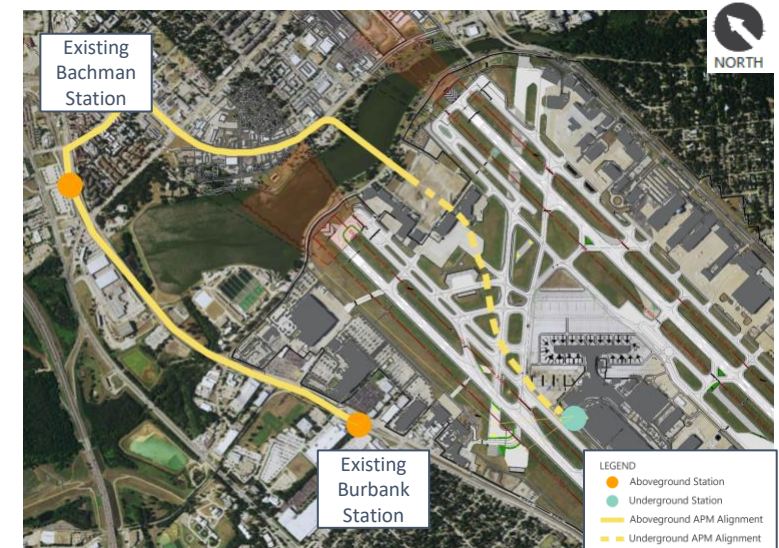 NORTH
Existing
Bachman
Station
Existing
Burbank
Station
LEGEND
Aboveground Station
Underground Station
Aboveground APM Alignment
Underground APM Alignment